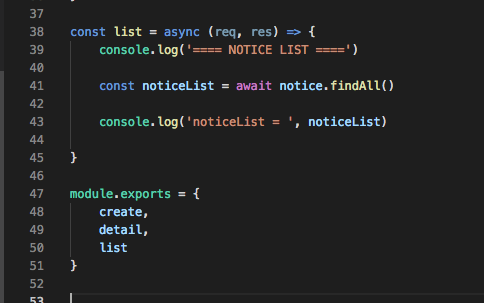 37
38 const list = async (req, res) => {
39 console.log('==== NOTICE LIST ====')
40
41 const noticeList = await notice.findAll()
42
43 console.log('noticeList = ', noticeList)
44
45 }
46
47 module.exports = {
48 create,
49 detail,
50 list
51 }
52
53